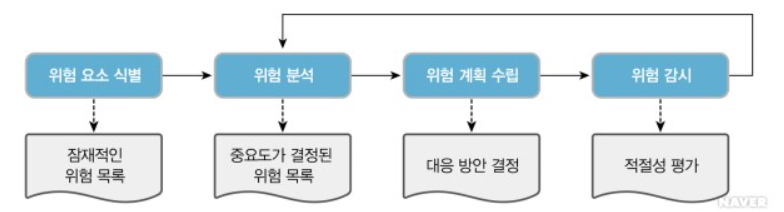 위험 요소 식별
위험 분석
위험 계획 수립
위험 감시
잠재적인
위험 목록
중요도가 결정된
위험 목록
대응 방안 결정
적절성 평가
NAVER